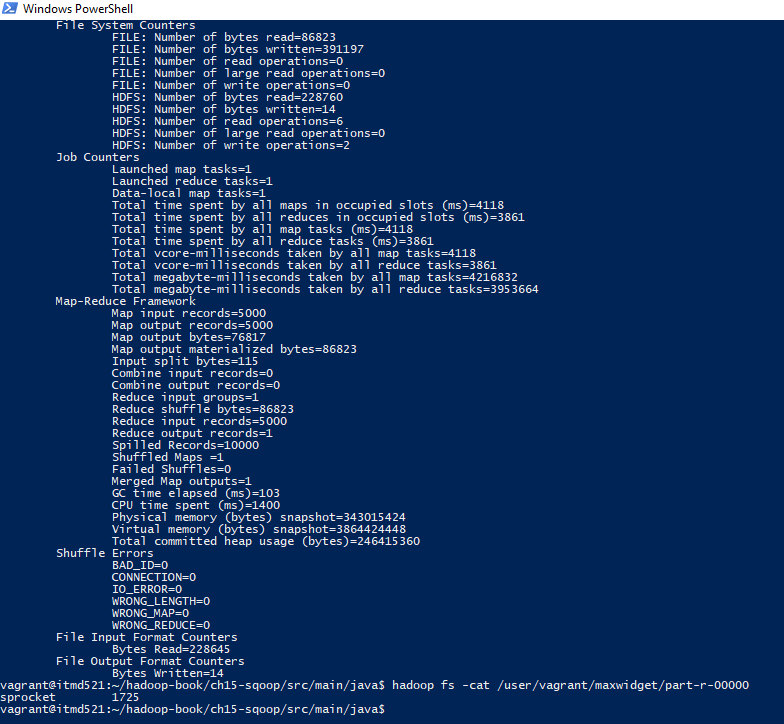 Windows PowerShell
File System Counters
FILE: Number of bytes read=86823
FILE: Number of bytes written=391197
FILE: Number of read operations=0
FILE: Number of large read operations=0
FILE: Number of write operations=0
HDFS: Number of bytes read=228760
HDFS: Number of bytes written=14
HDFS: Number of read operations=6
HDFS: Number of large read operations=0
HDFS: Number of write operations=2
Job Counters
Launched map tasks=1
Launched reduce tasks=1
Data-local map tasks=1
Total time spent by all maps in occupied slots (ms)=4118
Total time spent by all reduces in occupied slots (ms)=3861
Total time spent by all map tasks (ms)=4118
Total time spent by all reduce tasks (ms)=3861
Total vcore-milliseconds taken by all map tasks=4118
Total vcore-milliseconds taken by all reduce tasks=3861
Total megabyte-milliseconds taken by all map tasks=4216832
Total megabyte-milliseconds taken by all reduce tasks=3953664
Map-Reduce Framework
Map input records=5000
Map output records=5000
Map output bytes=76817
Map output materialized bytes=86823
Input split bytes=115
Combine input records=0
Combine output records=0
Reduce input groups=1
Reduce shuffle bytes=86823
Reduce input records=5000
Reduce output records=1
Spilled Records=10000
Shuffled Maps =1
Failed Shuffles=0
Merged Map outputs=1
GC time elapsed (ms)=103
CPU time spent (ms)=1400
Physical memory (bytes) snapshot=343015424
Virtual memory (bytes) snapshot=3864424448
Total committed heap usage (bytes)=246415360
Shuffle Errors
BAD_ID=0
CONNECTION=0
IO_ERROR=0
WRONG_LENGTH=0
WRONG_MAP=0
WRONG_REDUCE=0
File Input Format Counters
Bytes Read=228645
File Output Format Counters
Bytes Written=14
vagrant@itmd521:~/hadoop-book/ch15-sqoop/src/main/java$ hadoop fs -cat /user/vagrant/maxwidget/part-r-00000
sprocket 1725
vagrant@itmd521:~/hadoop-book/ch15-sqoop/src/main/java$